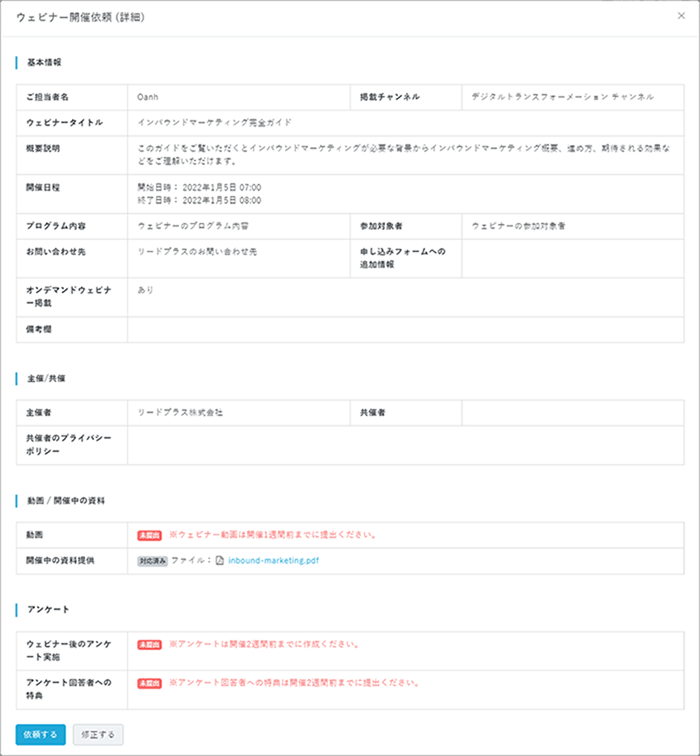 ウェビナー開催依頼 (詳細)
×
基本情報
ご担当者名 Oanh 掲載チャンネル デジタルトランスフォーメーション チャンネル
ウェビナータイトル インバウンドマーケティング完全ガイド
概要説明 このガイドをご覧いただくとインバウンドマーケティングが必要な背景からインバウンドマーケティング概要、進め方、期待される効果な
どをご理解いただけます。
開催日程 開始日時： 2022年1月5日 07:00
終了日時： 2022年1月5日 08:00
プログラム内容 ウェビナーのプログラム内容 参加対象者 ウェビナーの参加対象者
お問い合わせ先 リードプラスのお問い合わせ先 申し込みフォームへの
追加情報
オンデマンドウェビナ
ー掲載 あり
備考欄
主催/共催
主催者 リードプラス株式会社 共催者
共催者のプライバシー
ポリシー
動画 / 開催中の資料
動画 未提出 ※ウェビナー動画は開催1週間前までに提出ください。
開催中の資料提供 対応済み ファイル： inbound-marketing.pdf
アンケート
ウェビナー後のアンケ
ート実施 未提出 ※アンケートは開催2週間前までに作成ください。
アンケート回答者への
特典 未提出 ※アンケート回答者への特典は開催2週間前までに提出ください。
依頼する 修正する